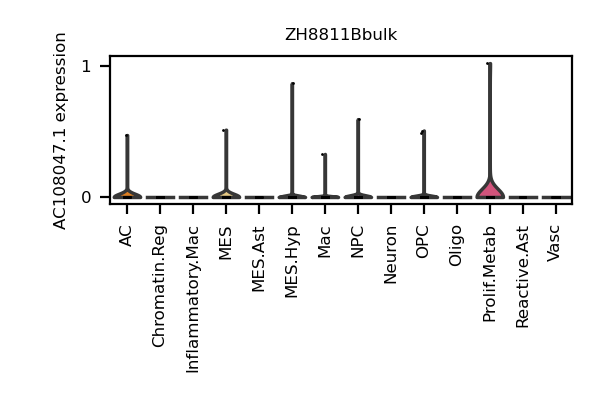 ZH8811Bbulk
AC108047.1 expression
1
0
AC
Chromatin.Reg
Inflammatory.Mac
MES
MES.Ast
MES.Hyp
Mac
NPC
Neuron
OPC
Oligo
Prolif.Metab
Reactive.Ast
Vasc